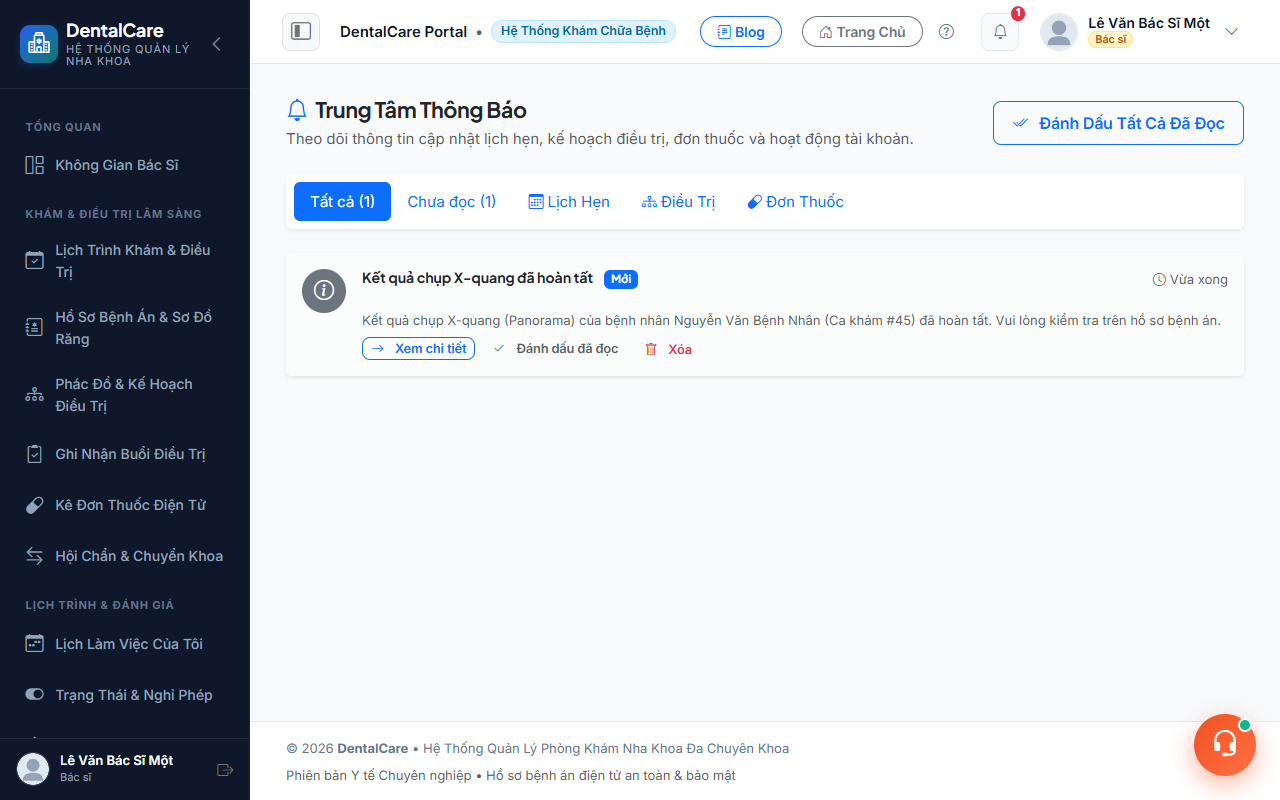 DentalCare
HỆ THỐNG QUẢN LÝ
NHA KHOA
TỔNG QUAN
Không Gian Bác Sĩ
KHÁM & ĐIỀU TRỊ LÂM SÀNG
Lịch Trình Khám & Điều
Trị
Hồ Sơ Bệnh Án & Sơ Đồ
Răng
Phác Đồ & Kế Hoạch
Điều Trị
Ghi Nhận Buổi Điều Trị
Kê Đơn Thuốc Điện Tử
Hội Chẩn & Chuyển Khoa
LỊCH TRÌNH & ĐÁNH GIÁ
Lịch Làm Việc Của Tôi
Trạng Thái & Nghỉ Phép
Lê Văn Bác Sĩ Một
Bác sĩ
DentalCare Portal • Hệ Thống Khám Chữa Bệnh
Blog
Trang Chủ
1
Lê Văn Bác Sĩ Một
Bác sĩ
Trung Tâm Thông Báo
Theo dõi thông tin cập nhật lịch hẹn, kế hoạch điều trị, đơn thuốc và hoạt động tài khoản.
Đánh Dấu Tất Cả Đã Đọc
Tất cả (1) Chưa đọc (1) Lịch Hẹn Điều Trị Đơn Thuốc
Kết quả chụp X-quang đã hoàn tất Mới
Vừa xong
Kết quả chụp X-quang (Panorama) của bệnh nhân Nguyễn Văn Bệnh Nhân (Ca khám #45) đã hoàn tất. Vui lòng kiểm tra trên hồ sơ bệnh án.
Xem chi tiết Đánh dấu đã đọc Xóa
© 2026 DentalCare • Hệ Thống Quản Lý Phòng Khám Nha Khoa Đa Chuyên Khoa
Phiên bản Y tế Chuyên nghiệp • Hồ sơ bệnh án điện tử an toàn & bảo mật